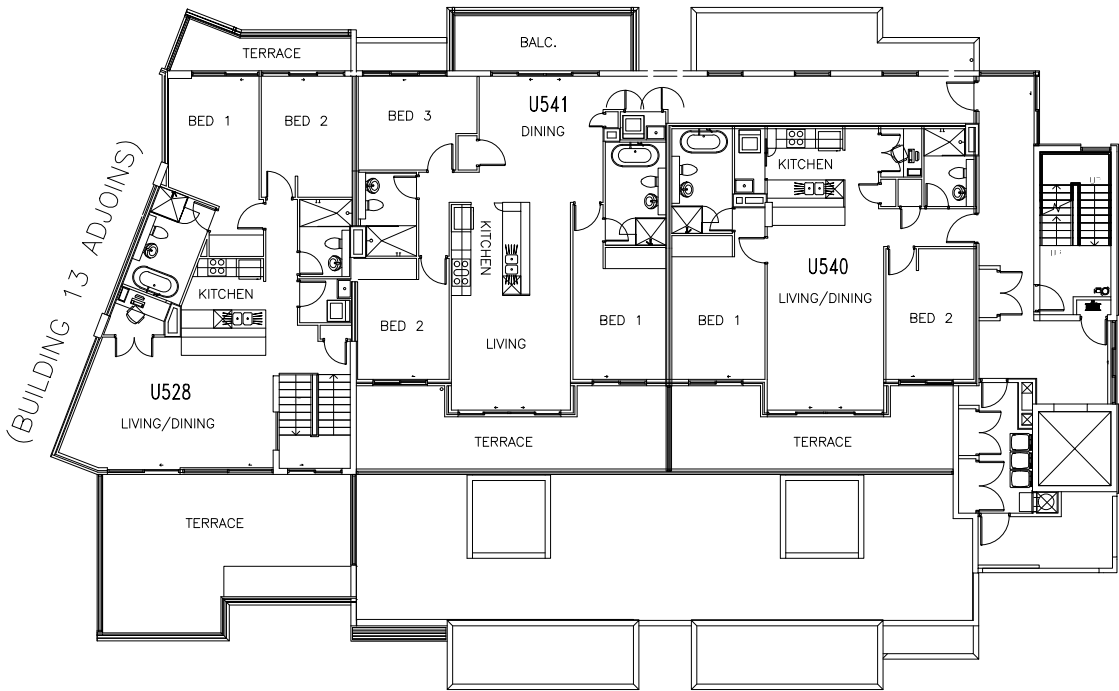 BALC.
TERRACE
U541
DINING
BED 1
BED 2
BED 3
(BUILDING 13 ADJOINS)
KITCHEN
KITCHEN
KITCHEN
U540
LIVING/DINING
BED 2
BED 1
BED 1
BED 2
LIVING
U528
LIVING/DINING
TERRACE
TERRACE
TERRACE